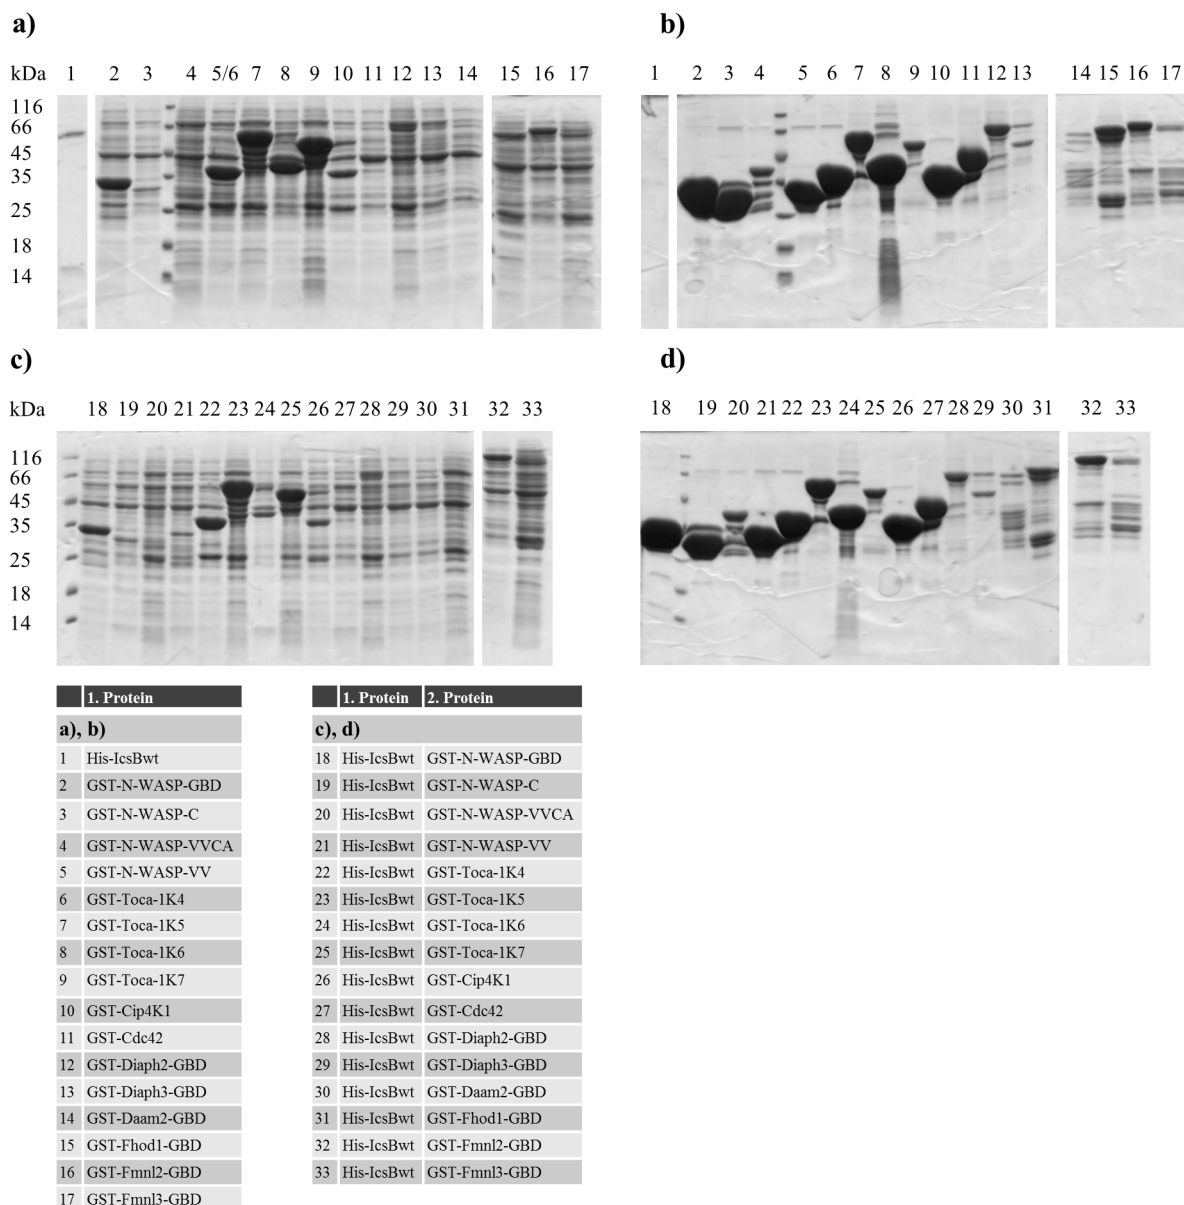 a)
kDa 1 2 3 4 5/6 7 8 9 10 11 12 13 14 15 16 17
116
66
45
35
25
18
14
b)
1 2 3 4 5 6 7 8 9 10 11 12 13 14 15 16 17
c)
kDa 18 19 20 21 22 23 24 25 26 27 28 29 30 31 32 33
116
66
45
35
25
18
14
d)
18 19 20 21 22 23 24 25 26 27 28 29 30 31 32 33
1. Protein
a), b)
1 His-IcsBwt
2 GST-N-WASP-GBD
3 GST-N-WASP-C
4 GST-N-WASP-VVCA
5 GST-N-WASP-VV
6 GST-Toca-1K4
7 GST-Toca-1K5
8 GST-Toca-1K6
9 GST-Toca-1K7
10 GST-Cip4K1
11 GST-Cdc42
12 GST-Diaph2-GBD
13 GST-Diaph3-GBD
14 GST-Daam2-GBD
15 GST-Fhod1-GBD
16 GST-Fmnl2-GBD
17 GST-Fmnl3-GBD
1. Protein 2. Protein
c), d)
18 His-IcsBwt GST-N-WASP-GBD
19 His-IcsBwt GST-N-WASP-C
20 His-IcsBwt GST-N-WASP-VVCA
21 His-IcsBwt GST-N-WASP-VV
22 His-IcsBwt GST-Toca-1K4
23 His-IcsBwt GST-Toca-1K5
24 His-IcsBwt GST-Toca-1K6
25 His-IcsBwt GST-Toca-1K7
26 His-IcsBwt GST-Cip4K1
27 His-IcsBwt GST-Cdc42
28 His-IcsBwt GST-Diaph2-GBD
29 His-IcsBwt GST-Diaph3-GBD
30 His-IcsBwt GST-Daam2-GBD
31 His-IcsBwt GST-Fhod1-GBD
32 His-IcsBwt GST-Fmnl2-GBD
33 His-IcsBwt GST-Fmnl3-GBD